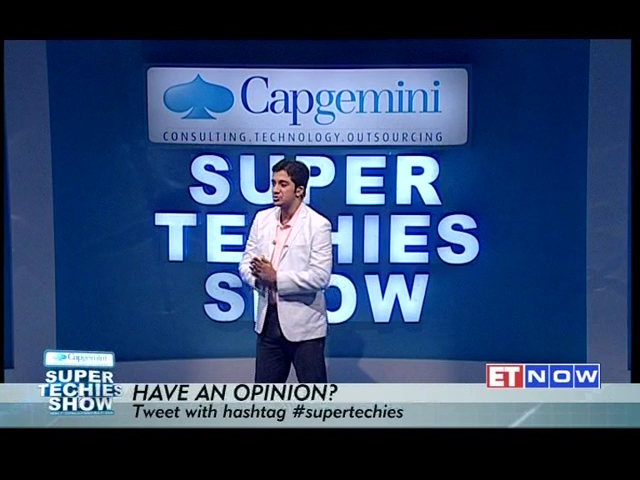 Capgemini
CONSULTING.TECHNOLOGY.OUTSOURCING
SUPER
TECHIES
SHOW
Capgemini
SUPER
TECHIES
SHOW
HAVE AN OPINION?
Tweet with hashtag #supertechies
ET NOW